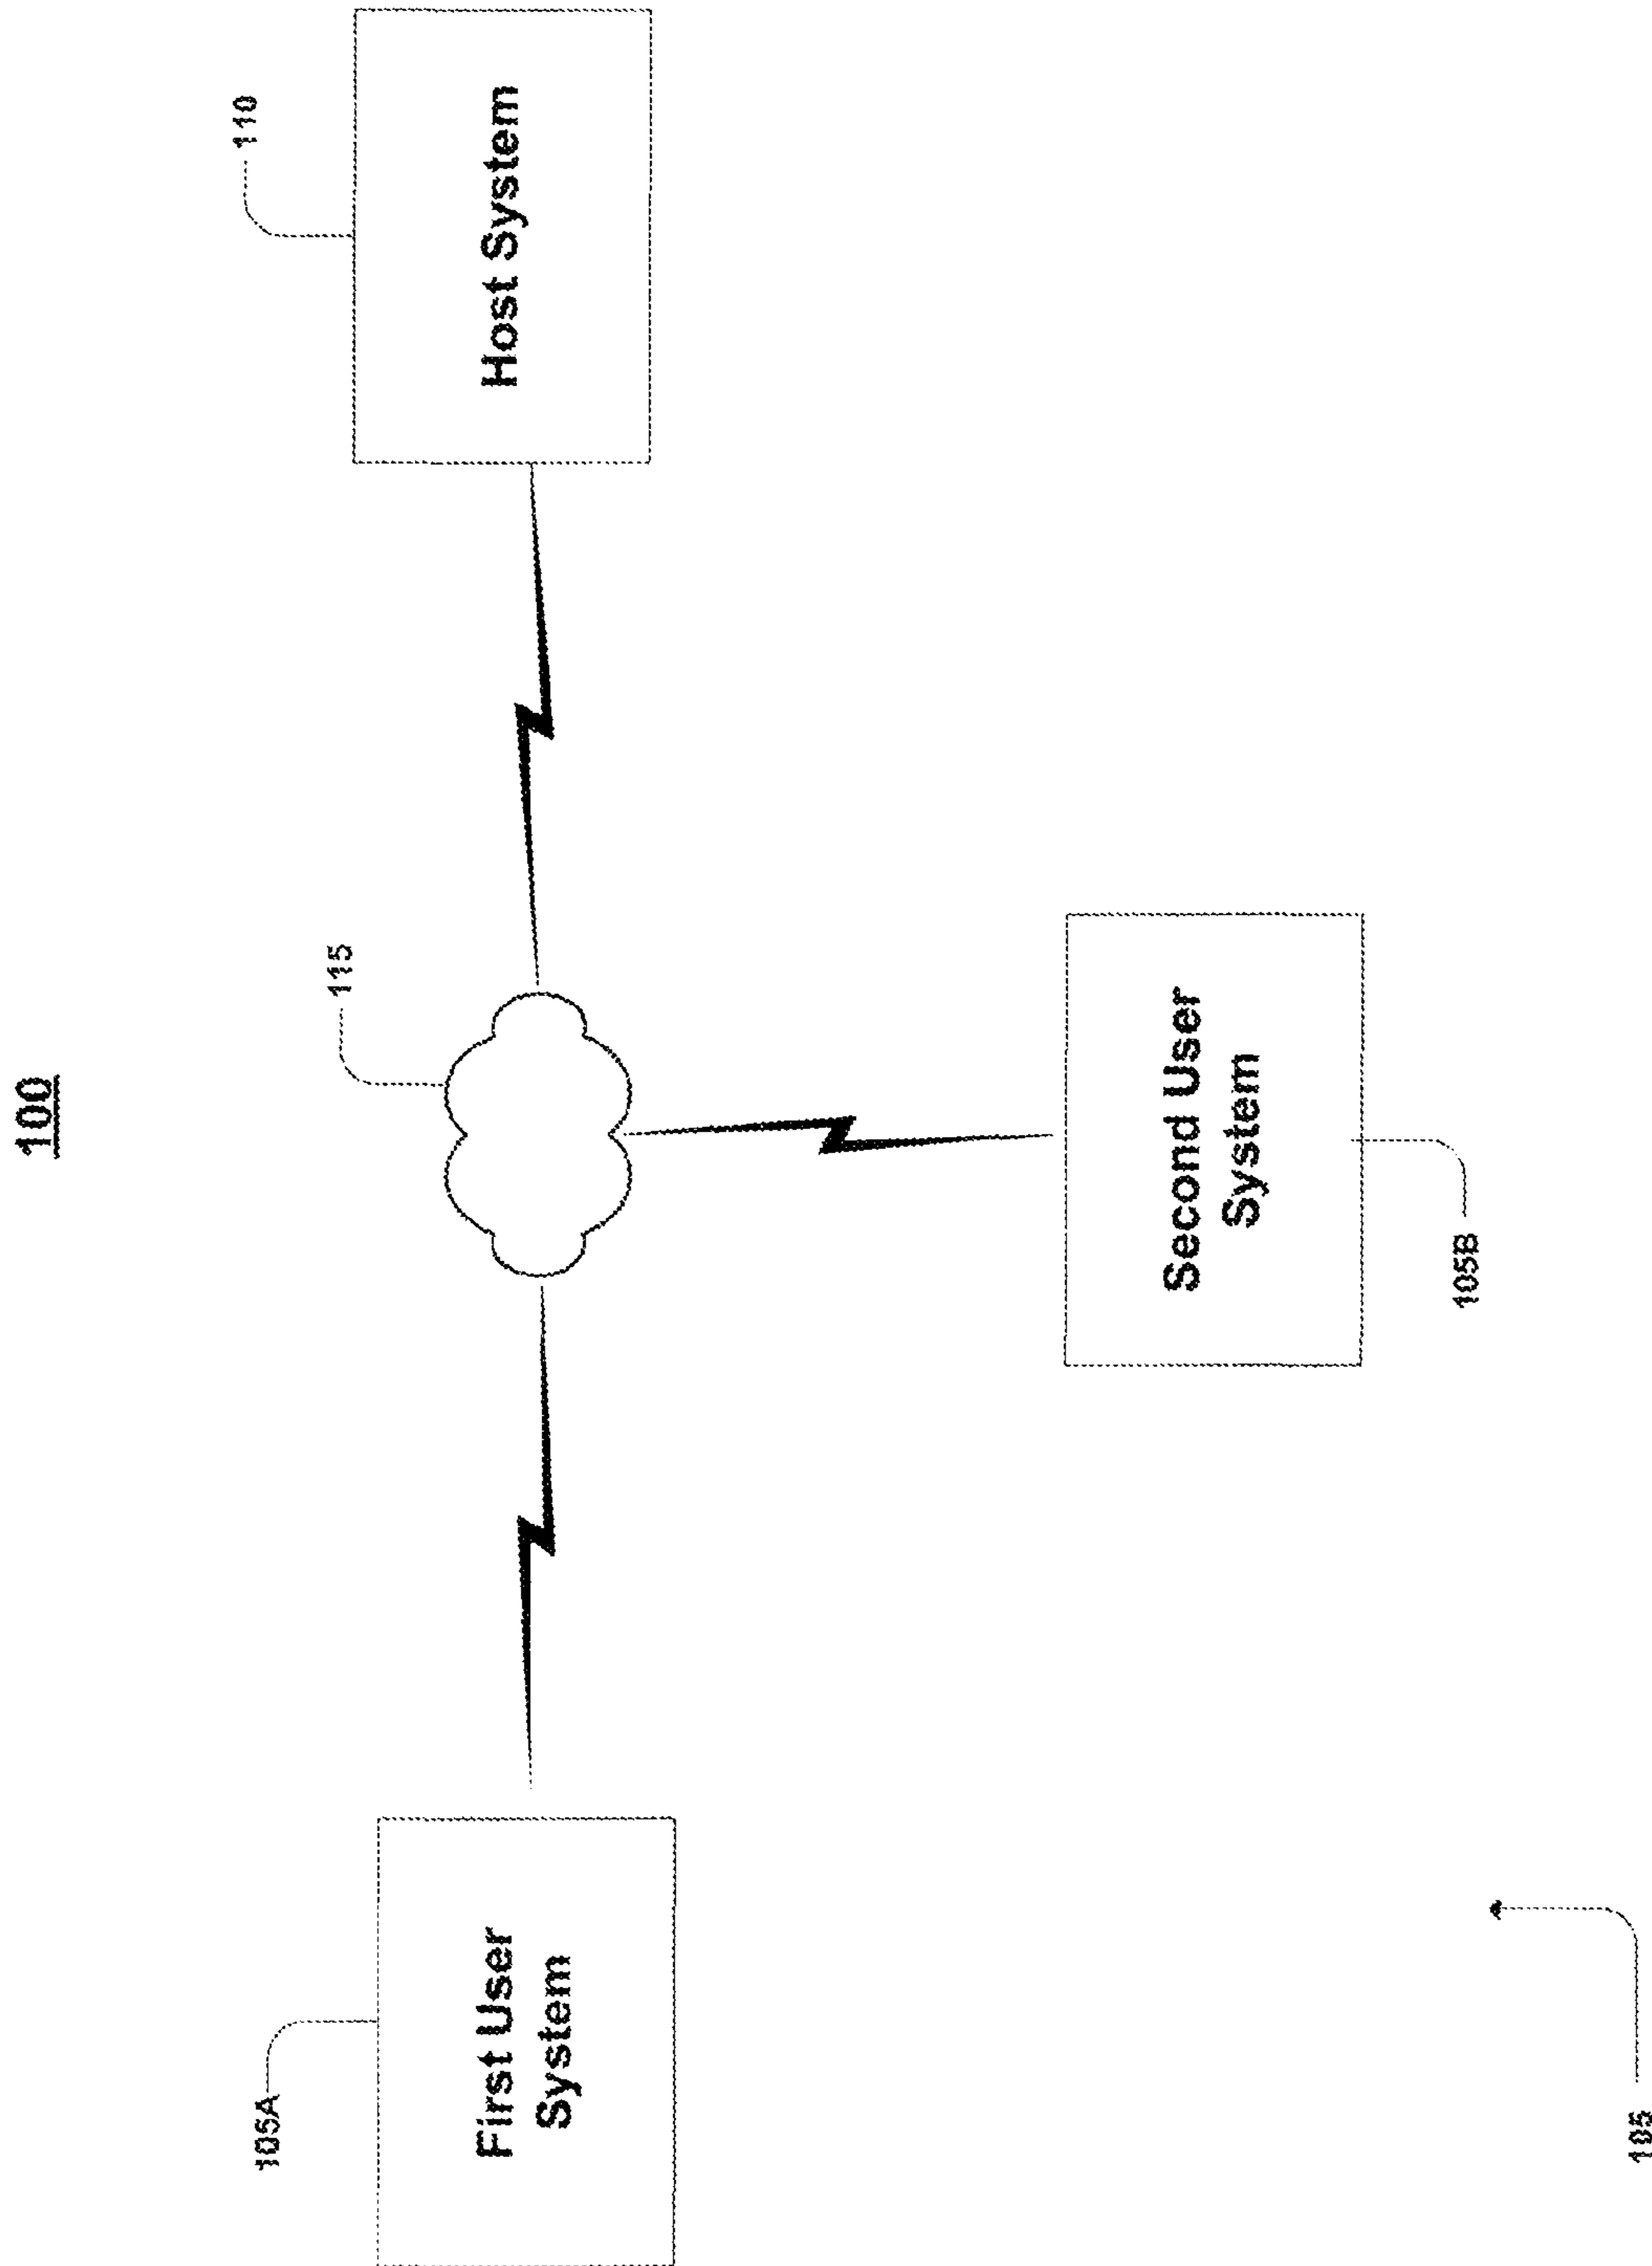 100
105A
115
110
First User
System
Host System
Second User
System
105B
105